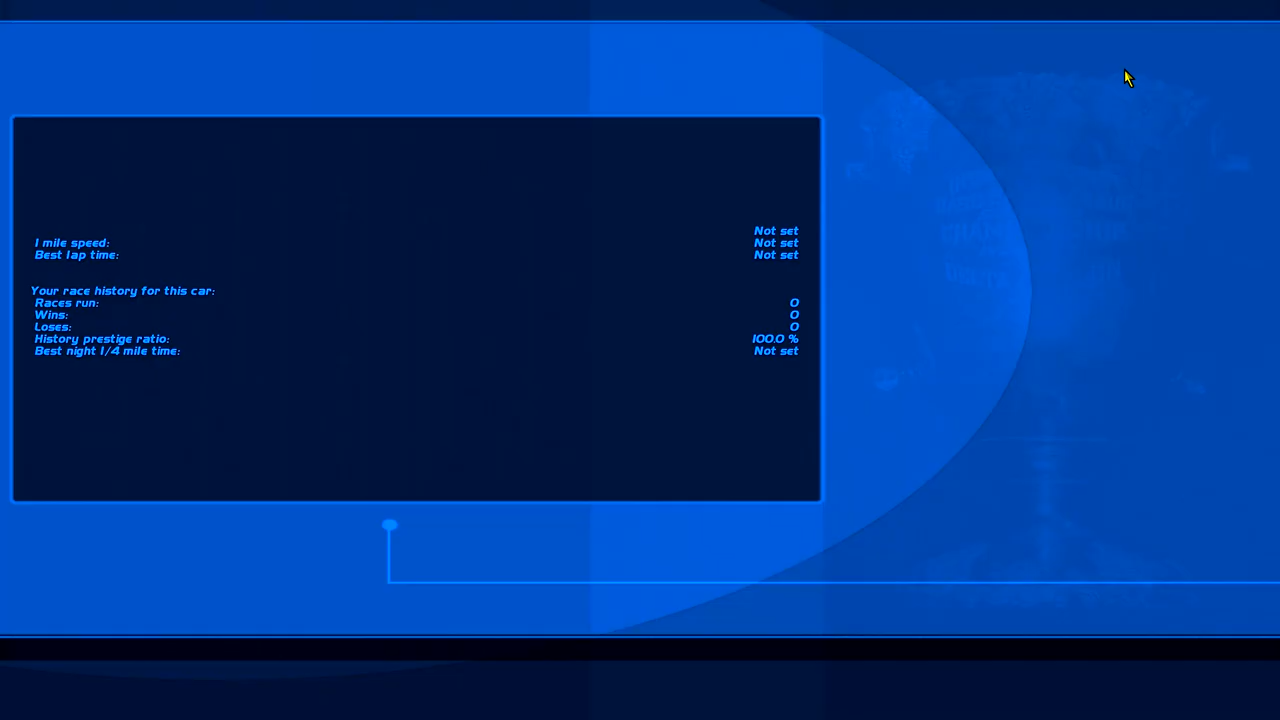 Not set
1 mile speed: Not set
Best lap time: Not set
Your race history for this car:
Races run: 0
Wins: 0
Loses: 0
History prestige ratio: 100.0 %
Best night 1/4 mile time: Not set